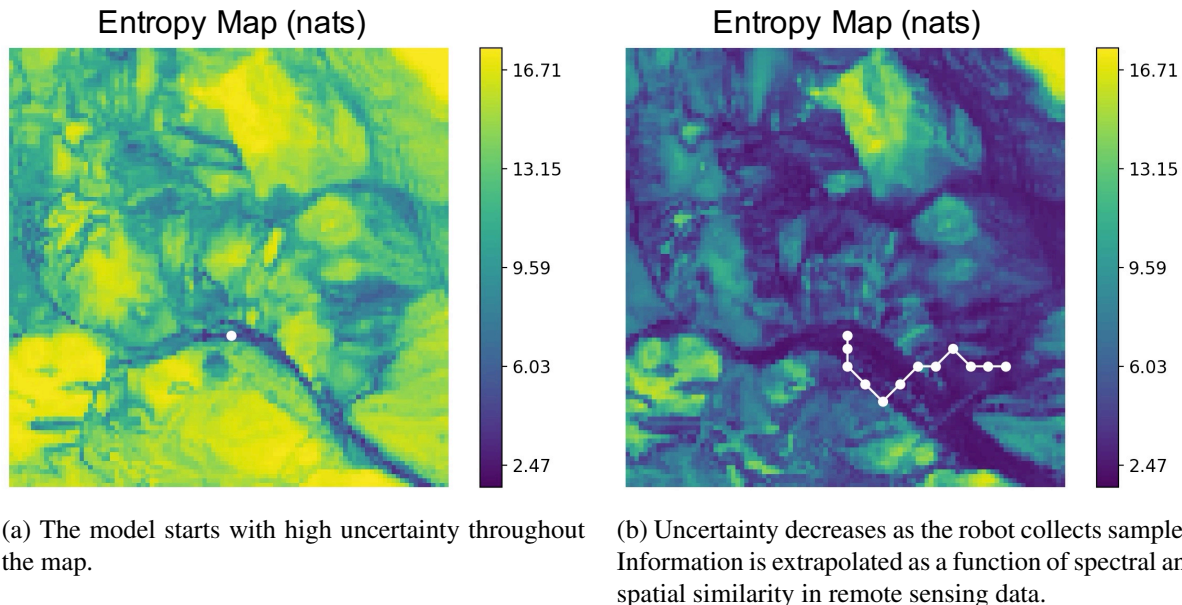 Entropy Map (nats)
16.71
13.15
9.59
6.03
2.47
Entropy Map (nats)
16.71
13.15
9.59
6.03
2.47
(a) The model starts with high uncertainty throughout
the map.
(b) Uncertainty decreases as the robot collects sample
Information is extrapolated as a function of spectral an
spatial similarity in remote sensing data.